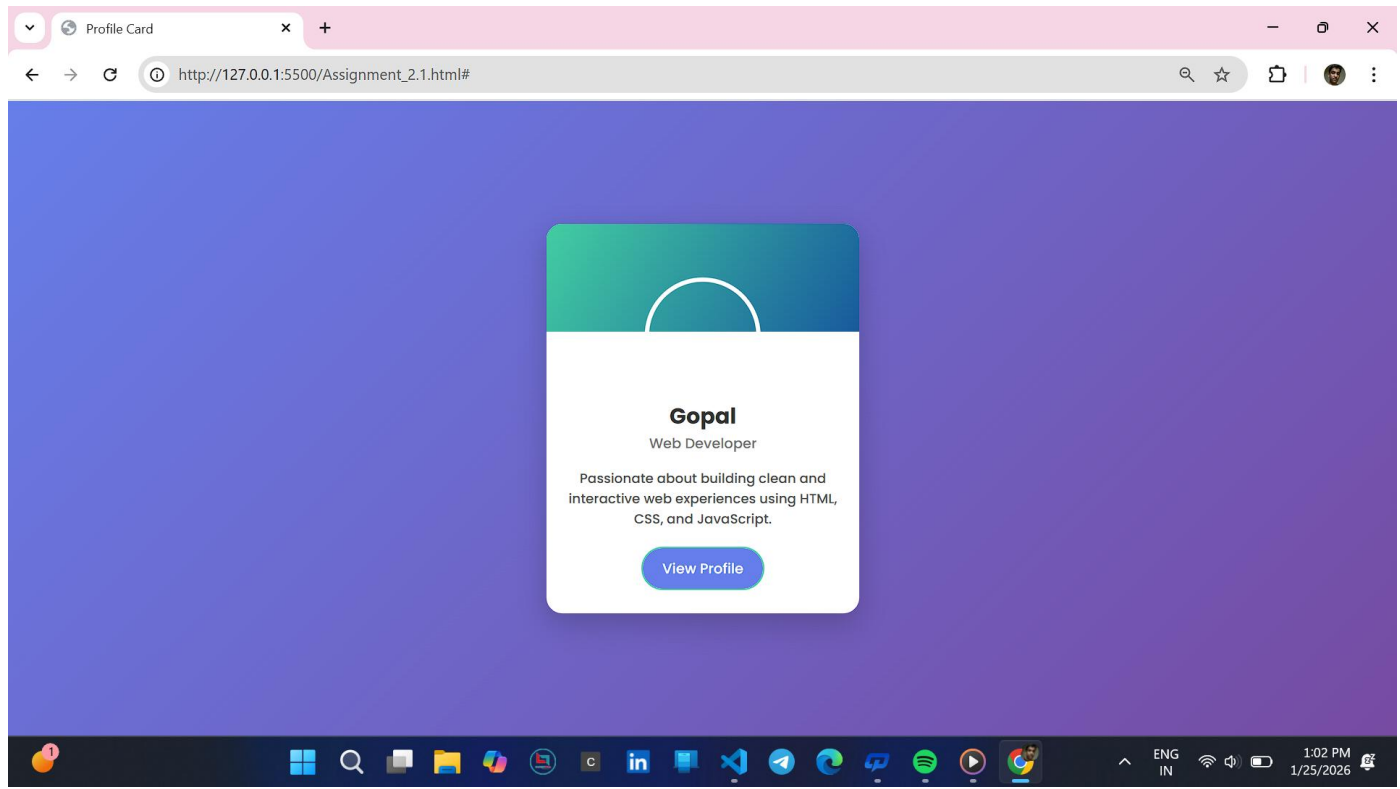 Profile Card
http://127.0.0.1:5500/Assignment_2.1.html#
Gopal
Web Developer
Passionate about building clean and
interactive web experiences using HTML,
CSS, and JavaScript.
View Profile
1
C
in
ENG
IN
1:02 PM
1/25/2026